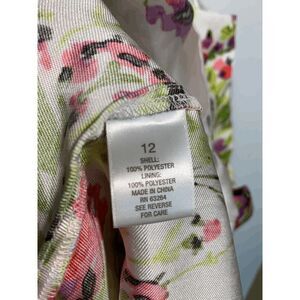 12
SHELL:
100% POLYESTER
LINING:
100% POLYESTER
MADE IN CHINA
RN 63264
SEE REVERSE
FOR CARE